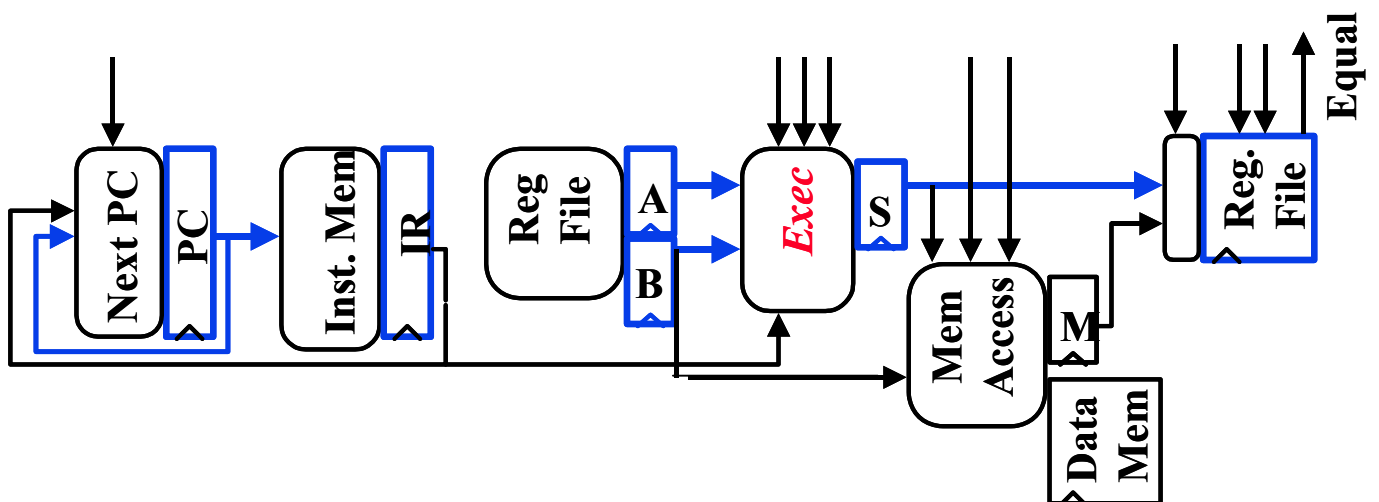 Next PC
PC
Inst. Mem
IR
Reg
File
A
B
Exec
S
Mem
Access
M
Data
Mem
Reg.
File
Equal